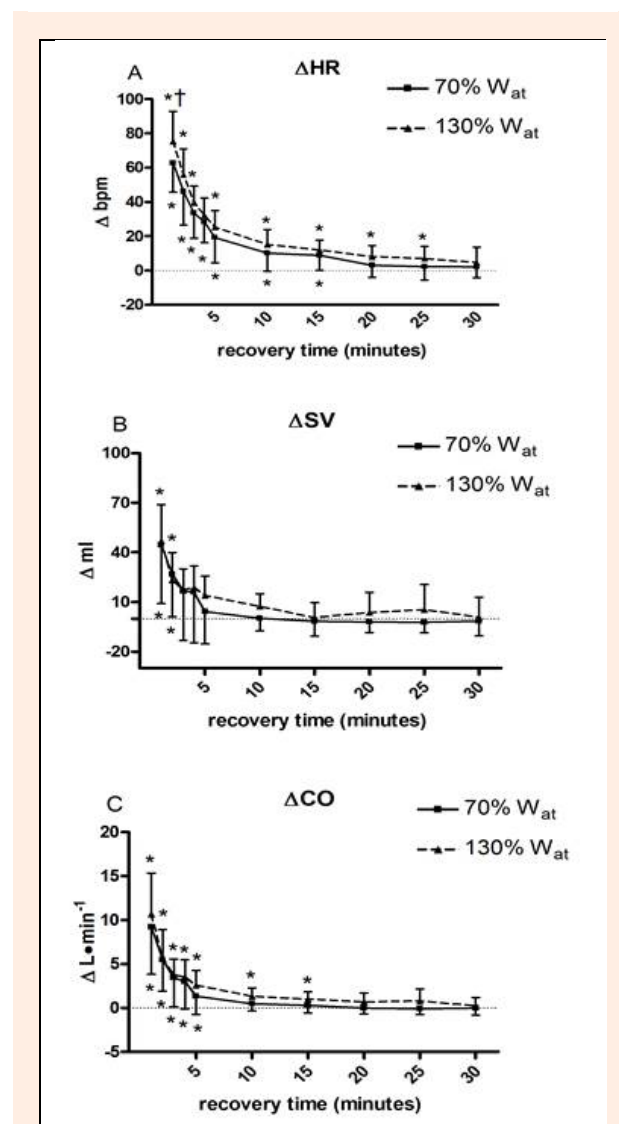 A
ΔHR
70% Wat
130% Wat
* †
100
80
60
40
20
0
-20
Δ bpm
5 10 15 20 25 30
recovery time (minutes)
B
ΔSV
70% Wat
130% Wat
100
70
40
10
-20
Δ ml
5 10 15 20 25 30
recovery time (minutes)
C
ΔCO
70% Wat
130% Wat
20
15
10
5
0
-5
Δ L•min-1
5 10 15 20 25 30
recovery time (minutes)